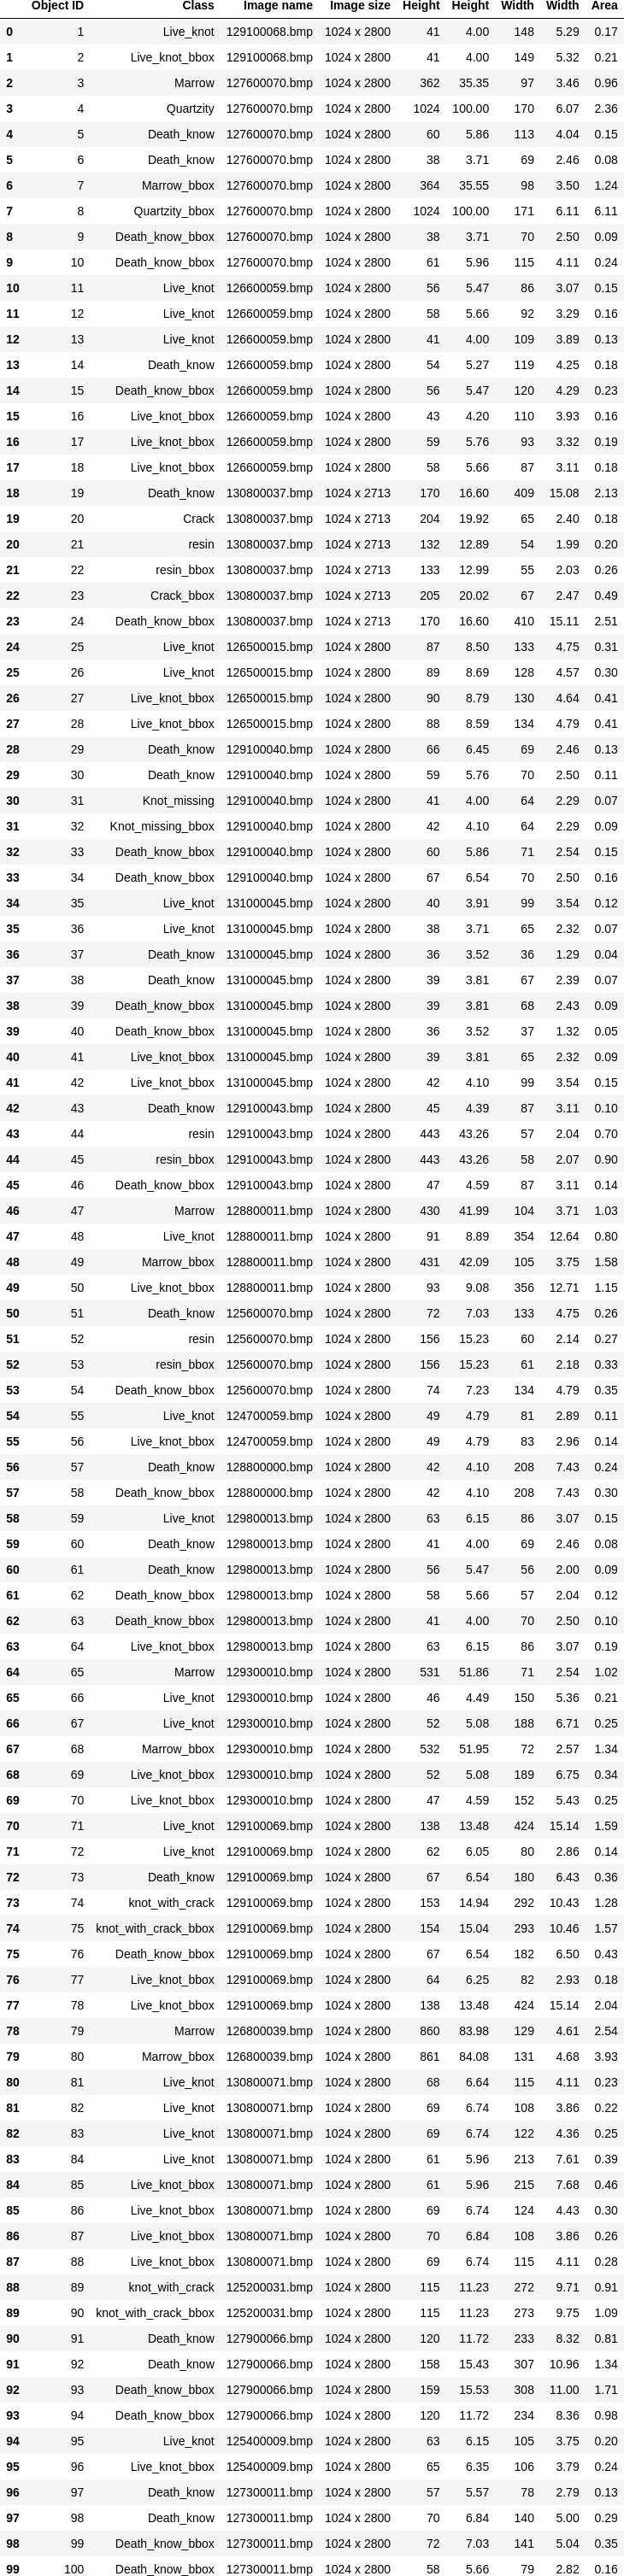 Object ID Class Image name Image size Height Height Width Width Area
0 1 Live_knot 129100068.bmp 1024 x 2800 41 4.00 148 5.29 0.17
1 2 Live_knot_bbox 129100068.bmp 1024 x 2800 41 4.00 149 5.32 0.21
2 3 Marrow 127600070.bmp 1024 x 2800 362 35.35 97 3.46 0.96
3 4 Quartzity 127600070.bmp 1024 x 2800 1024 100.00 170 6.07 2.36
4 5 Death_know 127600070.bmp 1024 x 2800 60 5.86 113 4.04 0.15
5 6 Death_know 127600070.bmp 1024 x 2800 38 3.71 69 2.46 0.08
6 7 Marrow_bbox 127600070.bmp 1024 x 2800 364 35.55 98 3.50 1.24
7 8 Quartzity_bbox 127600070.bmp 1024 x 2800 1024 100.00 171 6.11 6.11
8 9 Death_know_bbox 127600070.bmp 1024 x 2800 38 3.71 70 2.50 0.09
9 10 Death_know_bbox 127600070.bmp 1024 x 2800 61 5.96 115 4.11 0.24
10 11 Live_knot 126600059.bmp 1024 x 2800 56 5.47 86 3.07 0.15
11 12 Live_knot 126600059.bmp 1024 x 2800 58 5.66 92 3.29 0.16
12 13 Live_knot 126600059.bmp 1024 x 2800 41 4.00 109 3.89 0.13
13 14 Death_know 126600059.bmp 1024 x 2800 54 5.27 119 4.25 0.18
14 15 Death_know_bbox 126600059.bmp 1024 x 2800 56 5.47 120 4.29 0.23
15 16 Live_knot_bbox 126600059.bmp 1024 x 2800 43 4.20 110 3.93 0.16
16 17 Live_knot_bbox 126600059.bmp 1024 x 2800 59 5.76 93 3.32 0.19
17 18 Live_knot_bbox 126600059.bmp 1024 x 2800 58 5.66 87 3.11 0.18
18 19 Death_know 130800037.bmp 1024 x 2713 170 16.60 409 15.08 2.13
19 20 Crack 130800037.bmp 1024 x 2713 204 19.92 65 2.40 0.18
20 21 resin 130800037.bmp 1024 x 2713 132 12.89 54 1.99 0.20
21 22 resin_bbox 130800037.bmp 1024 x 2713 133 12.99 55 2.03 0.26
22 23 Crack_bbox 130800037.bmp 1024 x 2713 205 20.02 67 2.47 0.49
23 24 Death_know_bbox 130800037.bmp 1024 x 2713 170 16.60 410 15.11 2.51
24 25 Live_knot 126500015.bmp 1024 x 2800 87 8.50 133 4.75 0.31
25 26 Live_knot 126500015.bmp 1024 x 2800 89 8.69 128 4.57 0.30
26 27 Live_knot_bbox 126500015.bmp 1024 x 2800 90 8.79 130 4.64 0.41
27 28 Live_knot_bbox 126500015.bmp 1024 x 2800 88 8.59 134 4.79 0.41
28 29 Death_know 129100040.bmp 1024 x 2800 66 6.45 69 2.46 0.13
29 30 Death_know 129100040.bmp 1024 x 2800 59 5.76 70 2.50 0.11
30 31 Knot_missing 129100040.bmp 1024 x 2800 41 4.00 64 2.29 0.07
31 32 Knot_missing_bbox 129100040.bmp 1024 x 2800 42 4.10 64 2.29 0.09
32 33 Death_know_bbox 129100040.bmp 1024 x 2800 60 5.86 71 2.54 0.15
33 34 Death_know_bbox 129100040.bmp 1024 x 2800 67 6.54 70 2.50 0.16
34 35 Live_knot 131000045.bmp 1024 x 2800 40 3.91 99 3.54 0.12
35 36 Live_knot 131000045.bmp 1024 x 2800 38 3.71 65 2.32 0.07
36 37 Death_know 131000045.bmp 1024 x 2800 36 3.52 36 1.29 0.04
37 38 Death_know 131000045.bmp 1024 x 2800 39 3.81 67 2.39 0.07
38 39 Death_know_bbox 131000045.bmp 1024 x 2800 39 3.81 68 2.43 0.09
39 40 Death_know_bbox 131000045.bmp 1024 x 2800 36 3.52 37 1.32 0.05
40 41 Live_knot_bbox 131000045.bmp 1024 x 2800 39 3.81 65 2.32 0.09
41 42 Live_knot_bbox 131000045.bmp 1024 x 2800 42 4.10 99 3.54 0.15
42 43 Death_know 129100043.bmp 1024 x 2800 45 4.39 87 3.11 0.10
43 44 resin 129100043.bmp 1024 x 2800 443 43.26 57 2.04 0.70
44 45 resin_bbox 129100043.bmp 1024 x 2800 443 43.26 58 2.07 0.90
45 46 Death_know_bbox 129100043.bmp 1024 x 2800 47 4.59 87 3.11 0.14
46 47 Marrow 128800011.bmp 1024 x 2800 430 41.99 104 3.71 1.03
47 48 Live_knot 128800011.bmp 1024 x 2800 91 8.89 354 12.64 0.80
48 49 Marrow_bbox 128800011.bmp 1024 x 2800 431 42.09 105 3.75 1.58
49 50 Live_knot_bbox 128800011.bmp 1024 x 2800 93 9.08 356 12.71 1.15
50 51 Death_know 125600070.bmp 1024 x 2800 72 7.03 133 4.75 0.26
51 52 resin 125600070.bmp 1024 x 2800 156 15.23 60 2.14 0.27
52 53 resin_bbox 125600070.bmp 1024 x 2800 156 15.23 61 2.18 0.33
53 54 Death_know_bbox 125600070.bmp 1024 x 2800 74 7.23 134 4.79 0.35
54 55 Live_knot 124700059.bmp 1024 x 2800 49 4.79 81 2.89 0.11
55 56 Live_knot_bbox 124700059.bmp 1024 x 2800 49 4.79 83 2.96 0.14
56 57 Death_know 128800000.bmp 1024 x 2800 42 4.10 208 7.43 0.24
57 58 Death_know_bbox 128800000.bmp 1024 x 2800 42 4.10 208 7.43 0.30
58 59 Live_knot 129800013.bmp 1024 x 2800 63 6.15 86 3.07 0.15
59 60 Death_know 129800013.bmp 1024 x 2800 41 4.00 69 2.46 0.08
60 61 Death_know 129800013.bmp 1024 x 2800 56 5.47 56 2.00 0.09
61 62 Death_know_bbox 129800013.bmp 1024 x 2800 58 5.66 57 2.04 0.12
62 63 Death_know_bbox 129800013.bmp 1024 x 2800 41 4.00 70 2.50 0.10
63 64 Live_knot_bbox 129800013.bmp 1024 x 2800 63 6.15 86 3.07 0.19
64 65 Marrow 129300010.bmp 1024 x 2800 531 51.86 71 2.54 1.02
65 66 Live_knot 129300010.bmp 1024 x 2800 46 4.49 150 5.36 0.21
66 67 Live_knot 129300010.bmp 1024 x 2800 52 5.08 188 6.71 0.25
67 68 Marrow_bbox 129300010.bmp 1024 x 2800 532 51.95 72 2.57 1.34
68 69 Live_knot_bbox 129300010.bmp 1024 x 2800 52 5.08 189 6.75 0.34
69 70 Live_knot_bbox 129300010.bmp 1024 x 2800 47 4.59 152 5.43 0.25
70 71 Live_knot 129100069.bmp 1024 x 2800 138 13.48 424 15.14 1.59
71 72 Live_knot 129100069.bmp 1024 x 2800 62 6.05 80 2.86 0.14
72 73 Death_know 129100069.bmp 1024 x 2800 67 6.54 180 6.43 0.36
73 74 knot_with_crack 129100069.bmp 1024 x 2800 153 14.94 292 10.43 1.28
74 75 knot_with_crack_bbox 129100069.bmp 1024 x 2800 154 15.04 293 10.46 1.57
75 76 Death_know_bbox 129100069.bmp 1024 x 2800 67 6.54 182 6.50 0.43
76 77 Live_knot_bbox 129100069.bmp 1024 x 2800 64 6.25 82 2.93 0.18
77 78 Live_knot_bbox 129100069.bmp 1024 x 2800 138 13.48 424 15.14 2.04
78 79 Marrow 126800039.bmp 1024 x 2800 860 83.98 129 4.61 2.54
79 80 Marrow_bbox 126800039.bmp 1024 x 2800 861 84.08 131 4.68 3.93
80 81 Live_knot 130800071.bmp 1024 x 2800 68 6.64 115 4.11 0.23
81 82 Live_knot 130800071.bmp 1024 x 2800 69 6.74 108 3.86 0.22
82 83 Live_knot 130800071.bmp 1024 x 2800 69 6.74 122 4.36 0.25
83 84 Live_knot 130800071.bmp 1024 x 2800 61 5.96 213 7.61 0.39
84 85 Live_knot_bbox 130800071.bmp 1024 x 2800 61 5.96 215 7.68 0.46
85 86 Live_knot_bbox 130800071.bmp 1024 x 2800 69 6.74 124 4.43 0.30
86 87 Live_knot_bbox 130800071.bmp 1024 x 2800 70 6.84 108 3.86 0.26
87 88 Live_knot_bbox 130800071.bmp 1024 x 2800 69 6.74 115 4.11 0.28
88 89 knot_with_crack 125200031.bmp 1024 x 2800 115 11.23 272 9.71 0.91
89 90 knot_with_crack_bbox 125200031.bmp 1024 x 2800 115 11.23 273 9.75 1.09
90 91 Death_know 127900066.bmp 1024 x 2800 120 11.72 233 8.32 0.81
91 92 Death_know 127900066.bmp 1024 x 2800 158 15.43 307 10.96 1.34
92 93 Death_know_bbox 127900066.bmp 1024 x 2800 159 15.53 308 11.00 1.71
93 94 Death_know_bbox 127900066.bmp 1024 x 2800 120 11.72 234 8.36 0.98
94 95 Live_knot 125400009.bmp 1024 x 2800 63 6.15 105 3.75 0.20
95 96 Live_knot_bbox 125400009.bmp 1024 x 2800 65 6.35 106 3.79 0.24
96 97 Death_know 127300011.bmp 1024 x 2800 57 5.57 78 2.79 0.13
97 98 Death_know 127300011.bmp 1024 x 2800 70 6.84 140 5.00 0.29
98 99 Death_know_bbox 127300011.bmp 1024 x 2800 72 7.03 141 5.04 0.35
99 100 Death_know_bbox 127300011.bmp 1024 x 2800 58 5.66 79 2.82 0.16